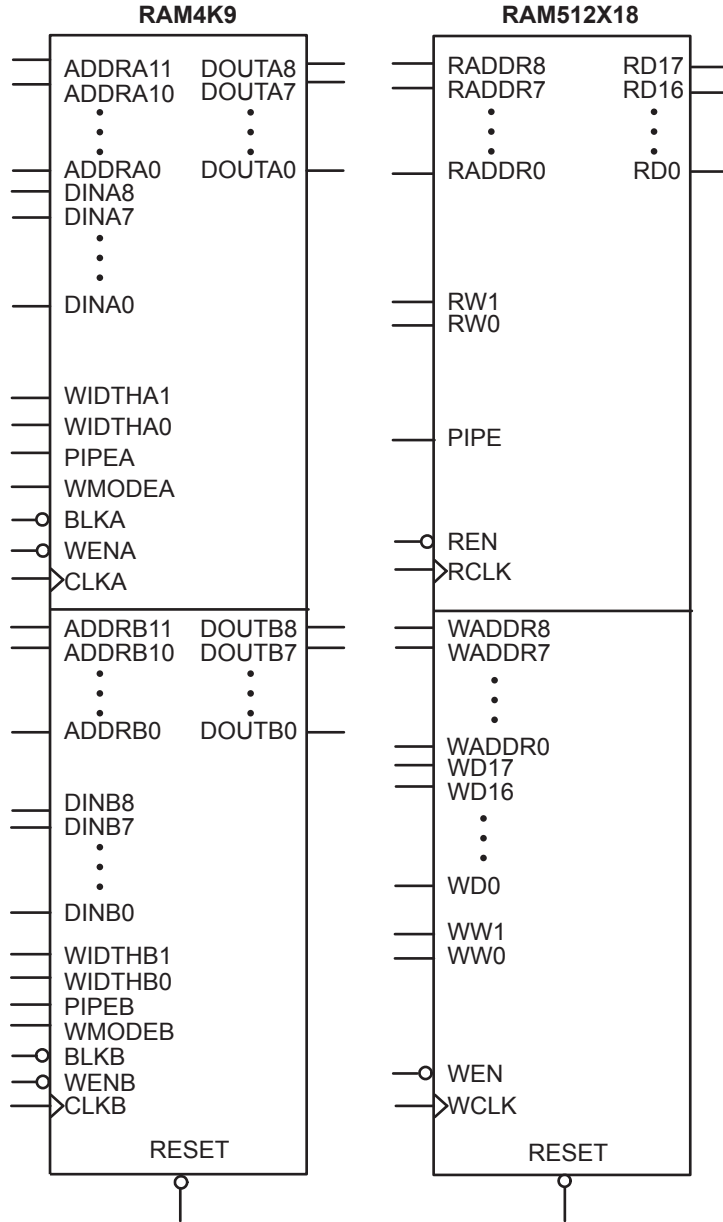 RAM4K9
ADDRA11 DOUTA8
ADDRA10 DOUTA7
ADDRA0 DOUTA0
DINA8
DINA7
DINA0
WIDTHA1
WIDTHA0
PIPEA
WMODEA
BLKA
WENA
CLKA
ADDRB11 DOUTB8
ADDRB10 DOUTB7
ADDRB0 DOUTB0
DINB8
DINB7
DINB0
WIDTHB1
WIDTHB0
PIPEB
WMODEB
BLKB
WENB
CLKB
RESET
RAM512X18
RADDR8 RD17
RADDR7 RD16
RADDR0 RD0
RW1
RW0
PIPE
REN
RCLK
WADDR8
WADDR7
WADDR0
WD17
WD16
WD0
WW1
WW0
WEN
WCLK
RESET